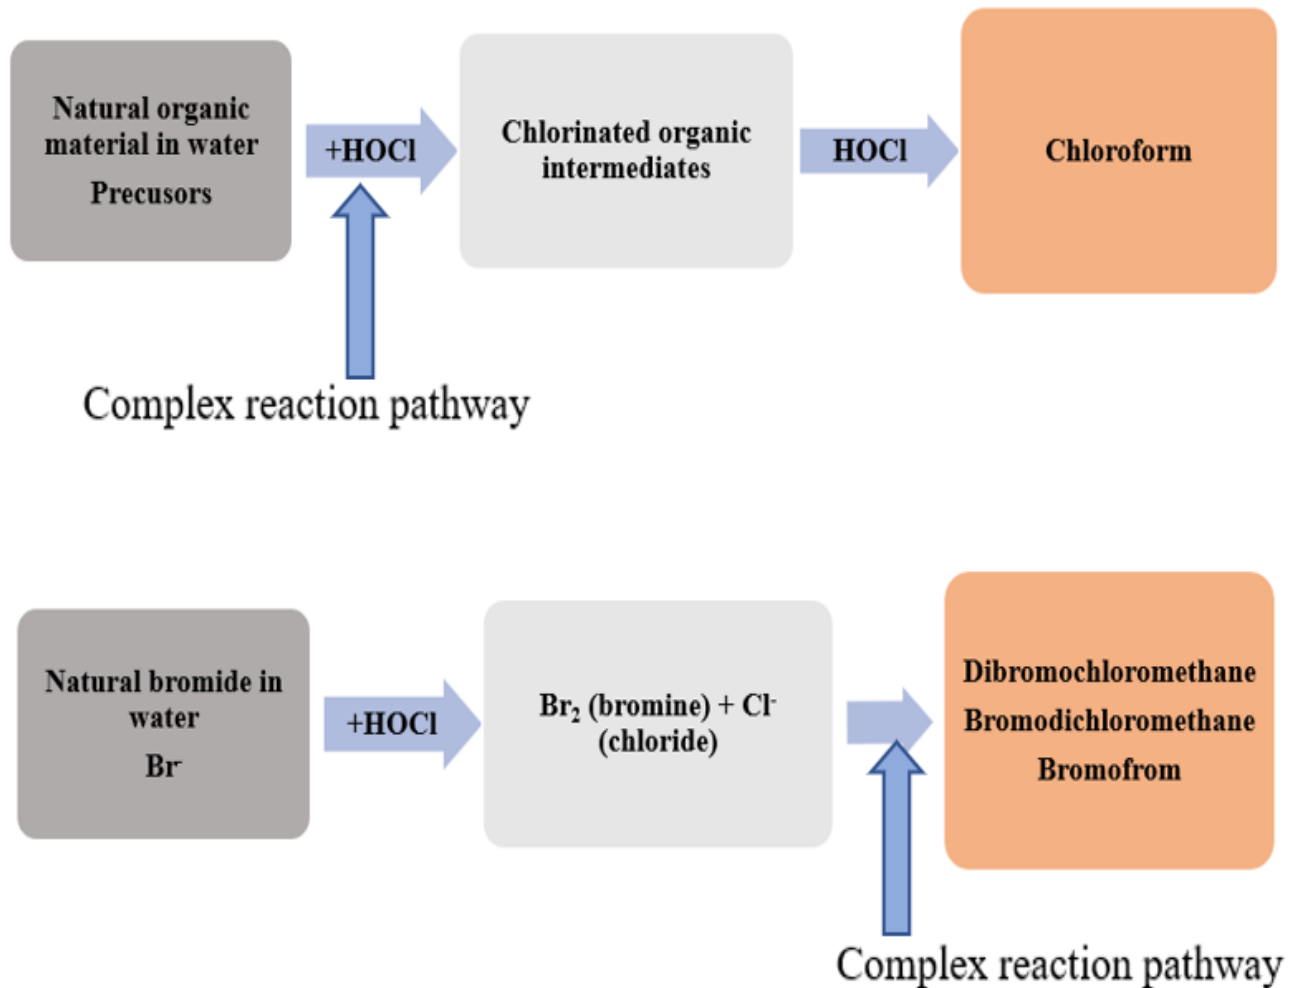 Natural organic
material in water
Precusors
+HOCl
Chlorinated organic
intermediates
HOCl
Chloroform
Complex reaction pathway
Natural bromide in
water
Br⁻
+HOCl
Br₂ (bromine) + Cl⁻
(chloride)
Dibromochloromethane
Bromodichloromethane
Bromofrom
Complex reaction pathway